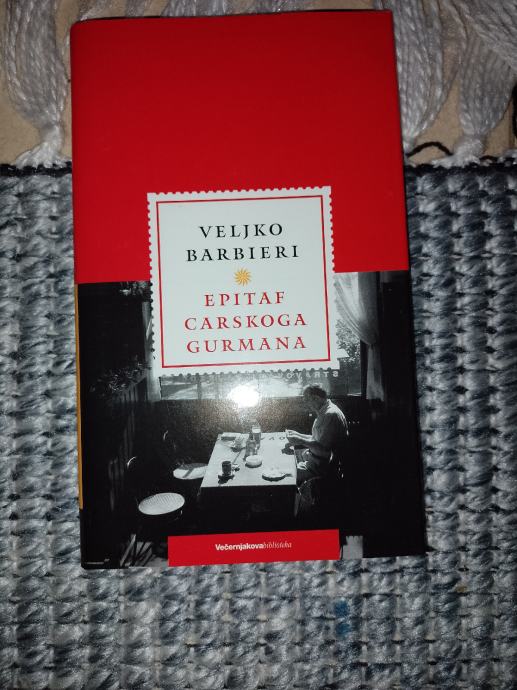 VELJKO
BARBIERI
EPITAF
CARSKOGA
GURMANA
Večernjakova biblioteka